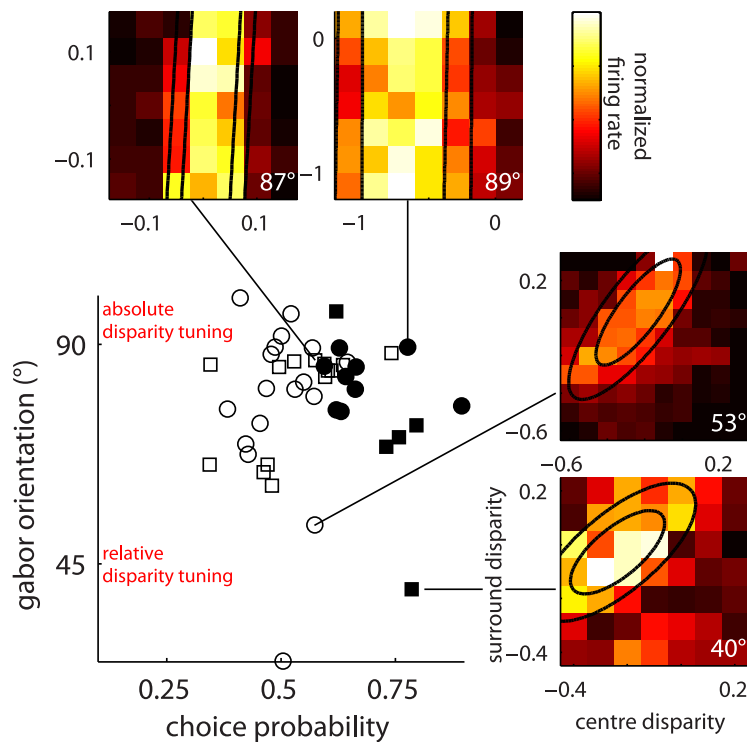 0.1
−0.1
87°
−0.1
0.1
0
−1
89°
−1
0
normalized
firing rate
absolute
disparity tuning
90
relative
disparity tuning
45
gabor orientation (°)
0.25
0.5
0.75
choice probability
0.2
−0.6
53°
−0.6
0.2
surround disparity
0.2
−0.4
40°
−0.4
0.2
centre disparity